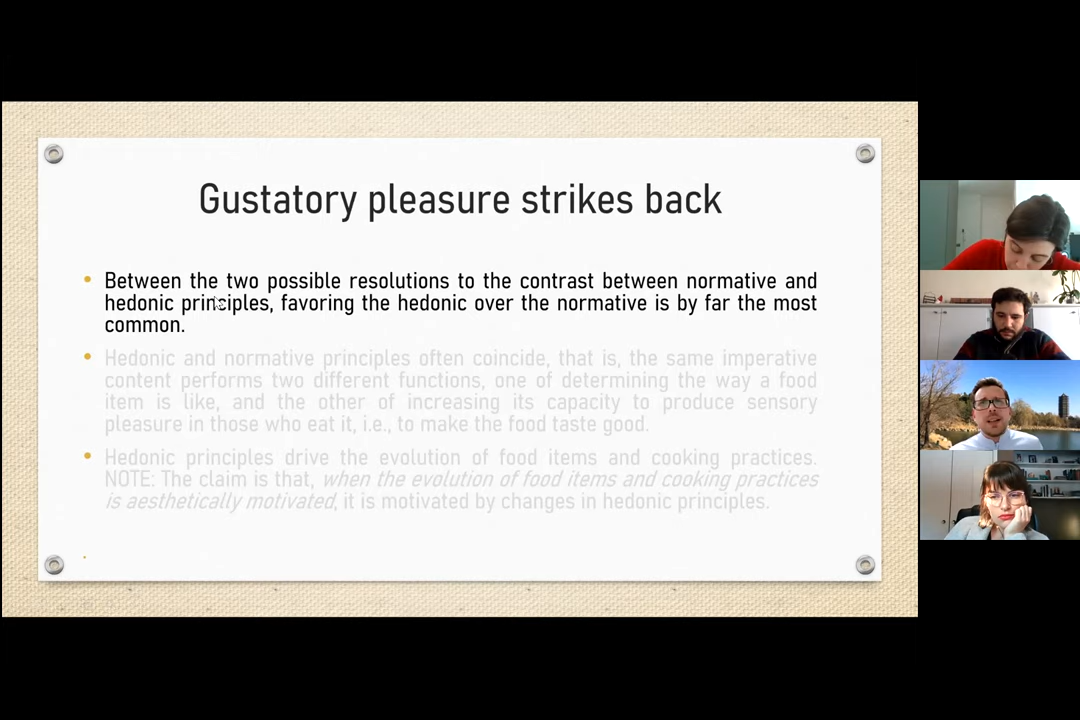 Gustatory pleasure strikes back
Between the two possible resolutions to the contrast between normative and
hedonic principles, favoring the hedonic over the normative is by far the most
common.
Hedonic and normative principles often coincide, that is, the same imperative
content performs two different functions, one of determining the way a food
item is like, and the other of increasing its capacity to produce sensory
pleasure in those who eat it, i.e., to make the food taste good.
Hedonic principles drive the evolution of food items and cooking practices.
NOTE: The claim is that, when the evolution of food items and cooking practices
is aesthetically motivated, it is motivated by changes in hedonic principles.